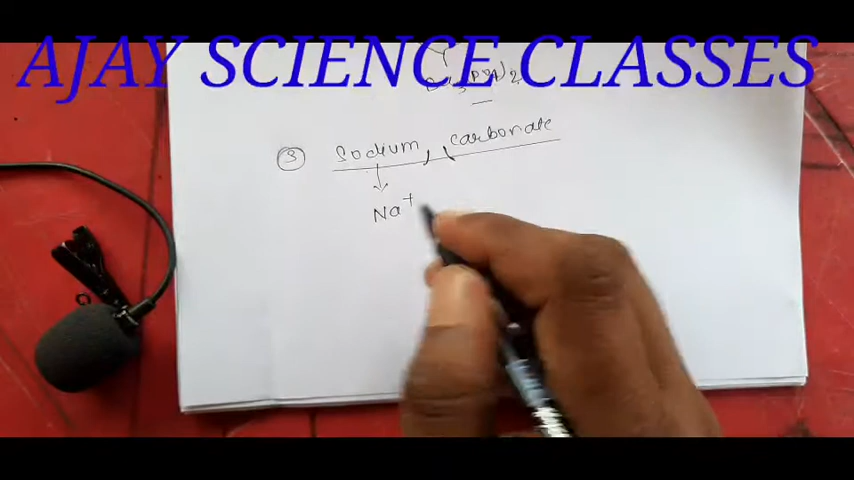 AJAY SCIENCE CLASSES
③ Sodium, carbonate
Na⁺